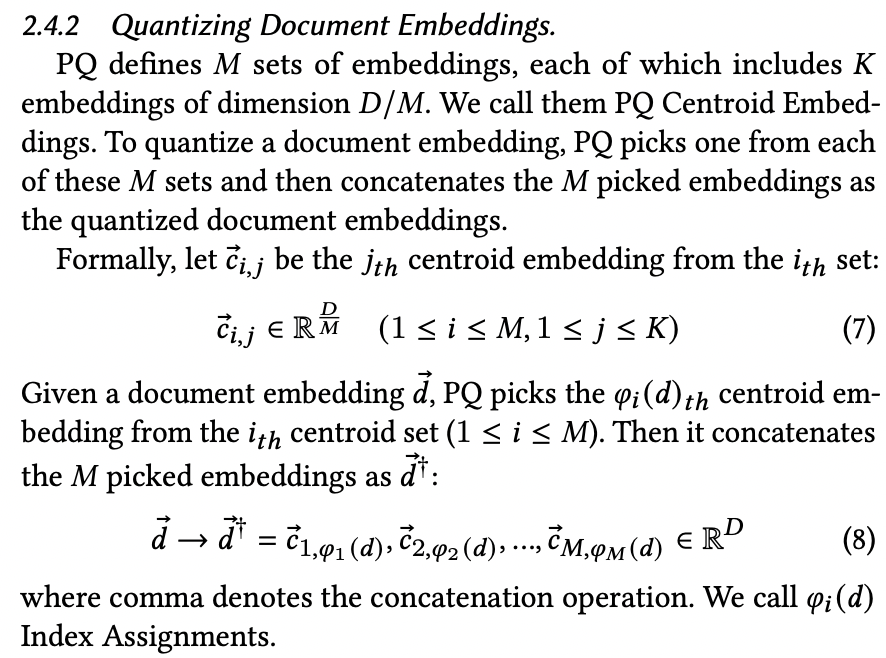 2.4.2 Quantizing Document Embeddings.
PQ defines M sets of embeddings, each of which includes K
embeddings of dimension D/M. We call them PQ Centroid Embed-
dings. To quantize a document embedding, PQ picks one from each
of these M sets and then concatenates the M picked embeddings as
the quantized document embeddings.
Formally, let $\vec{c}_{i,j}$ be the $j_{th}$ centroid embedding from the $i_{th}$ set:
$\vec{c}_{i,j} \in \mathbb{R}^{\frac{D}{M}} \quad (1 \leq i \leq M, 1 \leq j \leq K)$ (7)
Given a document embedding $\vec{d}$, PQ picks the $\varphi_i(d)_{th}$ centroid em-
bedding from the $i_{th}$ centroid set $(1 \leq i \leq M)$. Then it concatenates
the M picked embeddings as $\vec{d}^{\dagger}$:
$\vec{d} \rightarrow \vec{d}^{\dagger} = \vec{c}_{1,\varphi_1(d)}, \vec{c}_{2,\varphi_2(d)}, ..., \vec{c}_{M,\varphi_M(d)} \in \mathbb{R}^D$ (8)
where comma denotes the concatenation operation. We call $\varphi_i(d)$
Index Assignments.